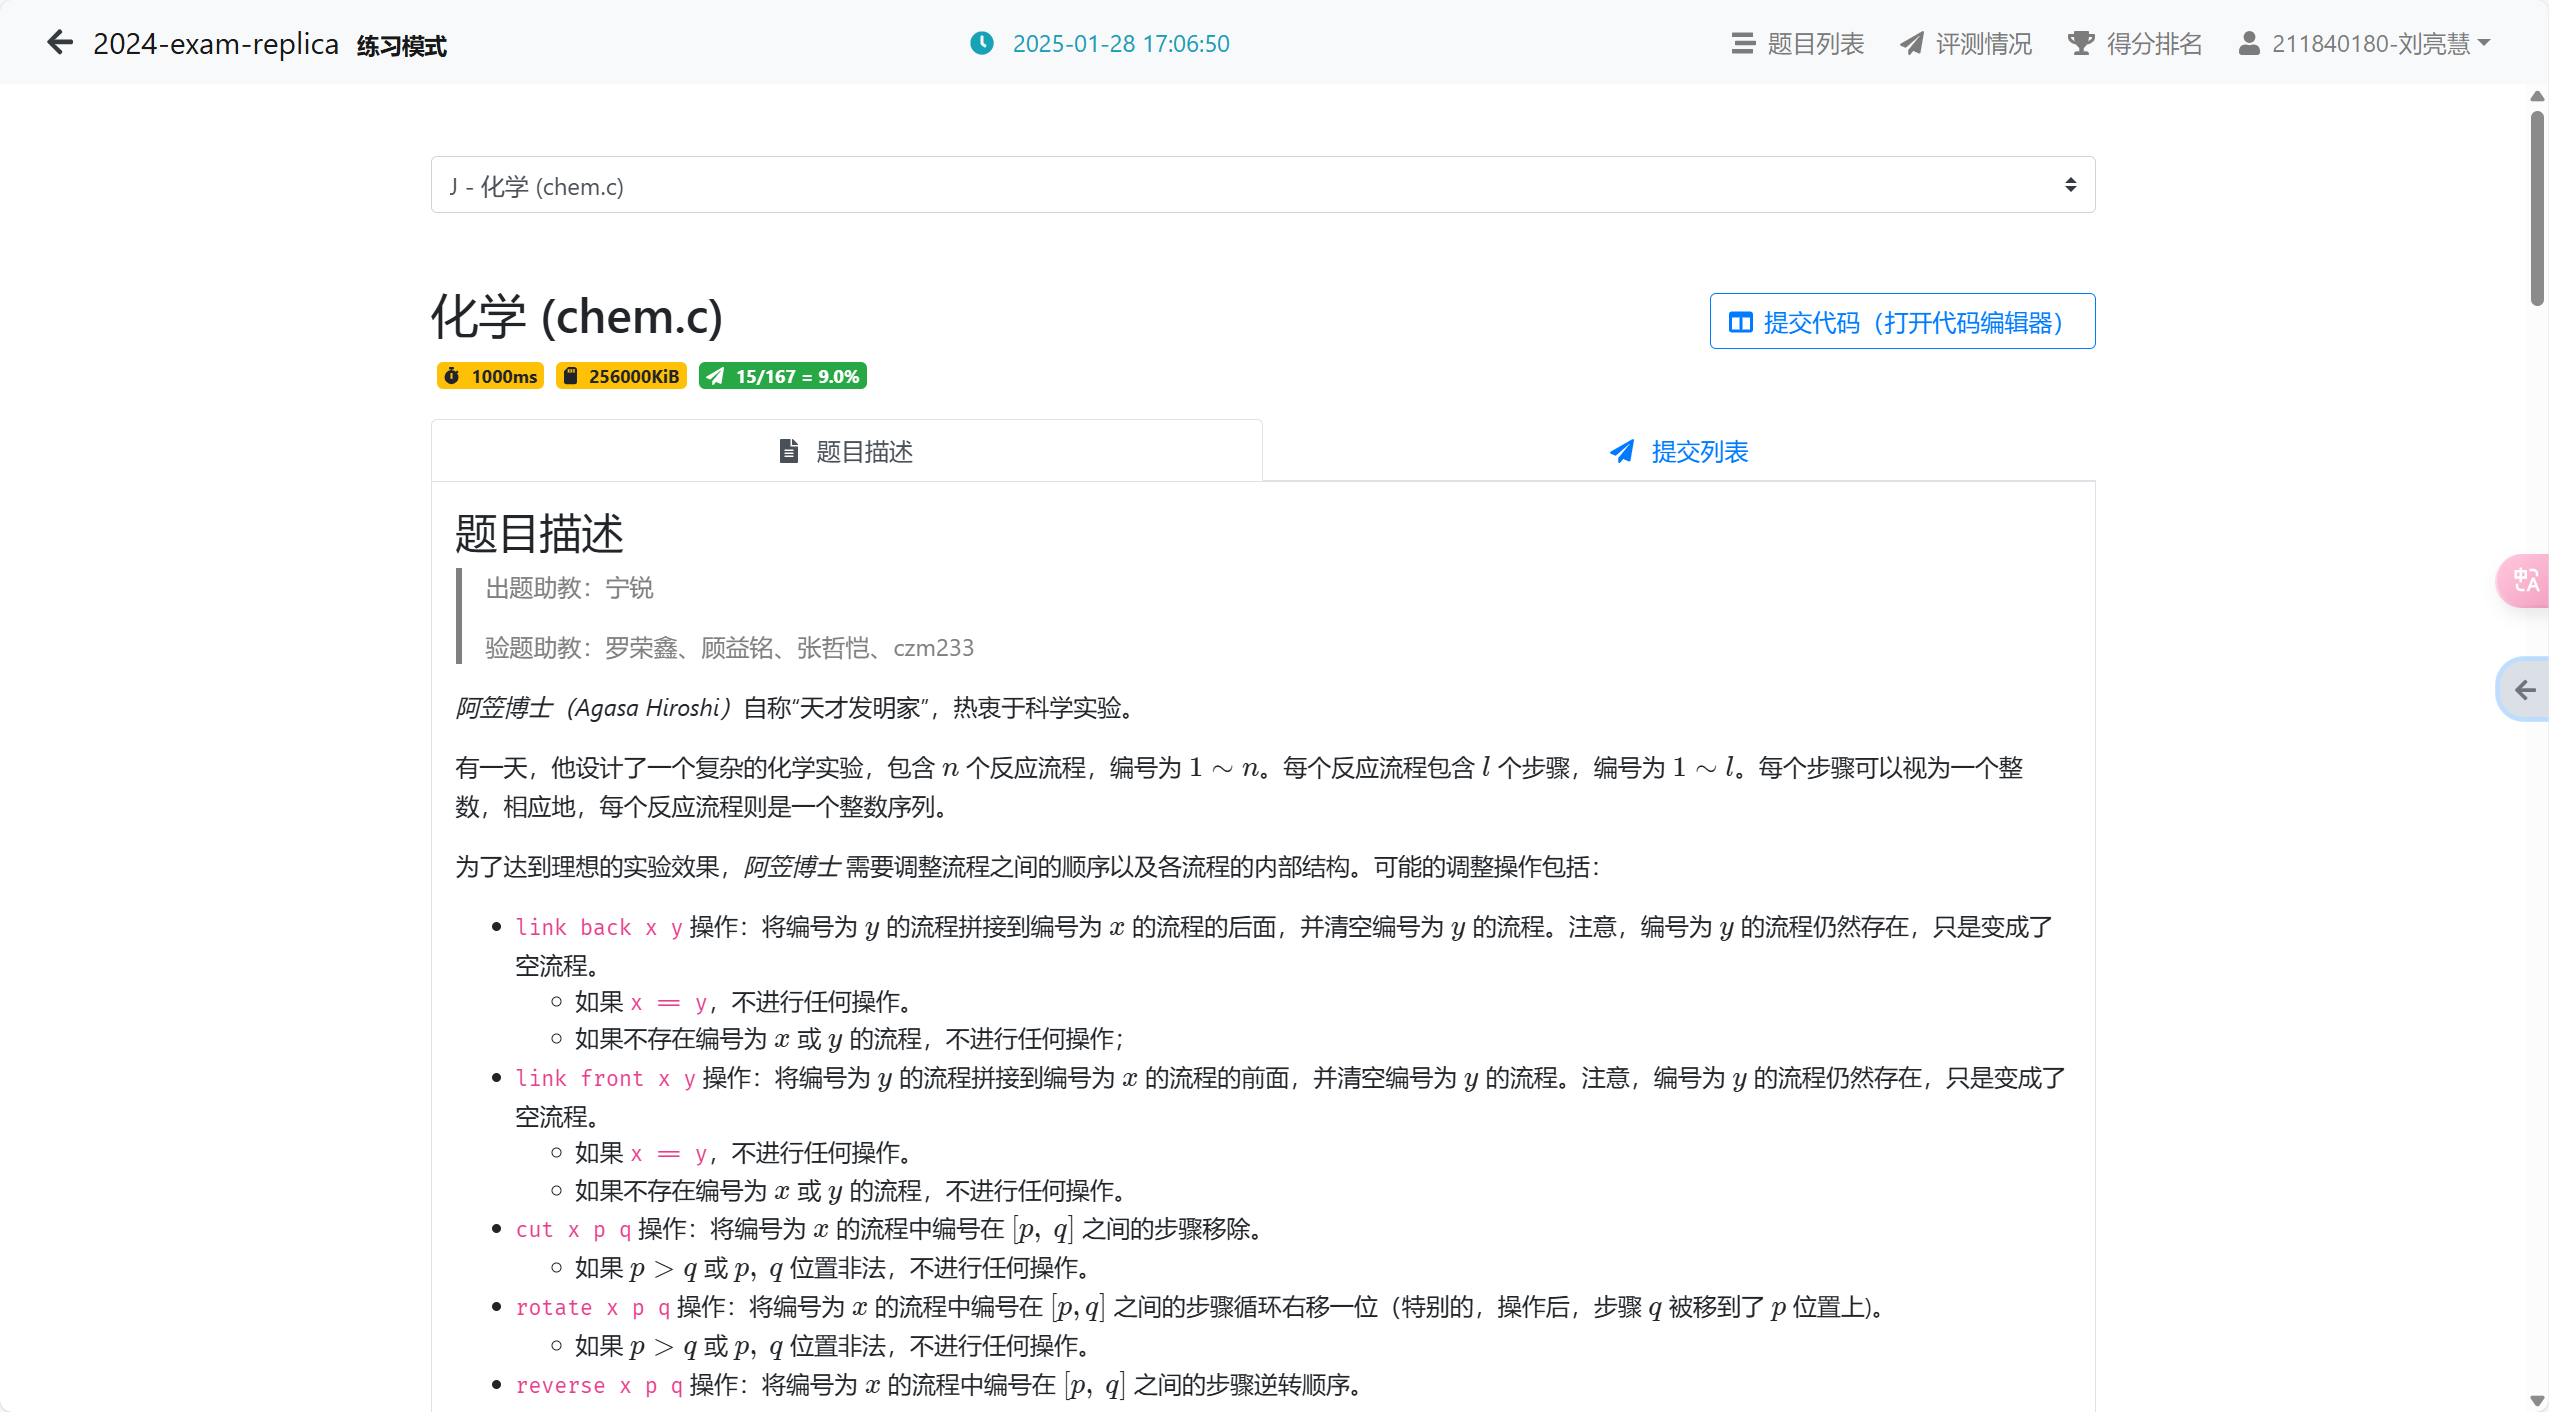 2024-exam-replica 练习模式
2025-01-28 17:06:50
题目列表 评测情况 得分排名 211840180-刘亮慧
J - 化学 (chem.c)
化学 (chem.c)
提交代码（打开代码编辑器）
1000ms 256000KiB 15/167 = 9.0%
题目描述
提交列表
题目描述
出题助教：宁锐
验题助教：罗荣鑫、顾益铭、张哲恺、czm233
阿笠博士（Agasa Hiroshi）自称“天才发明家”，热衷于科学实验。
有一天，他设计了一个复杂的化学实验，包含 n 个反应流程，编号为 1 ∼ n。每个反应流程包含 l 个步骤，编号为 1 ∼ l。每个步骤可以视为一个整
数，相应地，每个反应流程则是一个整数序列。
为了达到理想的实验效果，阿笠博士 需要调整流程之间的顺序以及各流程的内部结构。可能的调整操作包括：
link back x y 操作：将编号为 y 的流程拼接到编号为 x 的流程的后面，并清空编号为 y 的流程。注意，编号为 y 的流程仍然存在，只是变成了
空流程。
如果 x == y，不进行任何操作。
如果不存在编号为 x 或 y 的流程，不进行任何操作；
link front x y 操作：将编号为 y 的流程拼接到编号为 x 的流程的前面，并清空编号为 y 的流程。注意，编号为 y 的流程仍然存在，只是变成了
空流程。
如果 x == y，不进行任何操作。
如果不存在编号为 x 或 y 的流程，不进行任何操作。
cut x p q 操作：将编号为 x 的流程中编号在 [p, q] 之间的步骤移除。
如果 p > q 或 p, q 位置非法，不进行任何操作。
rotate x p q 操作：将编号为 x 的流程中编号在 [p, q] 之间的步骤循环右移一位（特别的，操作后，步骤 q 被移到了 p 位置上）。
如果 p > q 或 p, q 位置非法，不进行任何操作。
reverse x p q 操作：将编号为 x 的流程中编号在 [p, q] 之间的步骤逆转顺序。